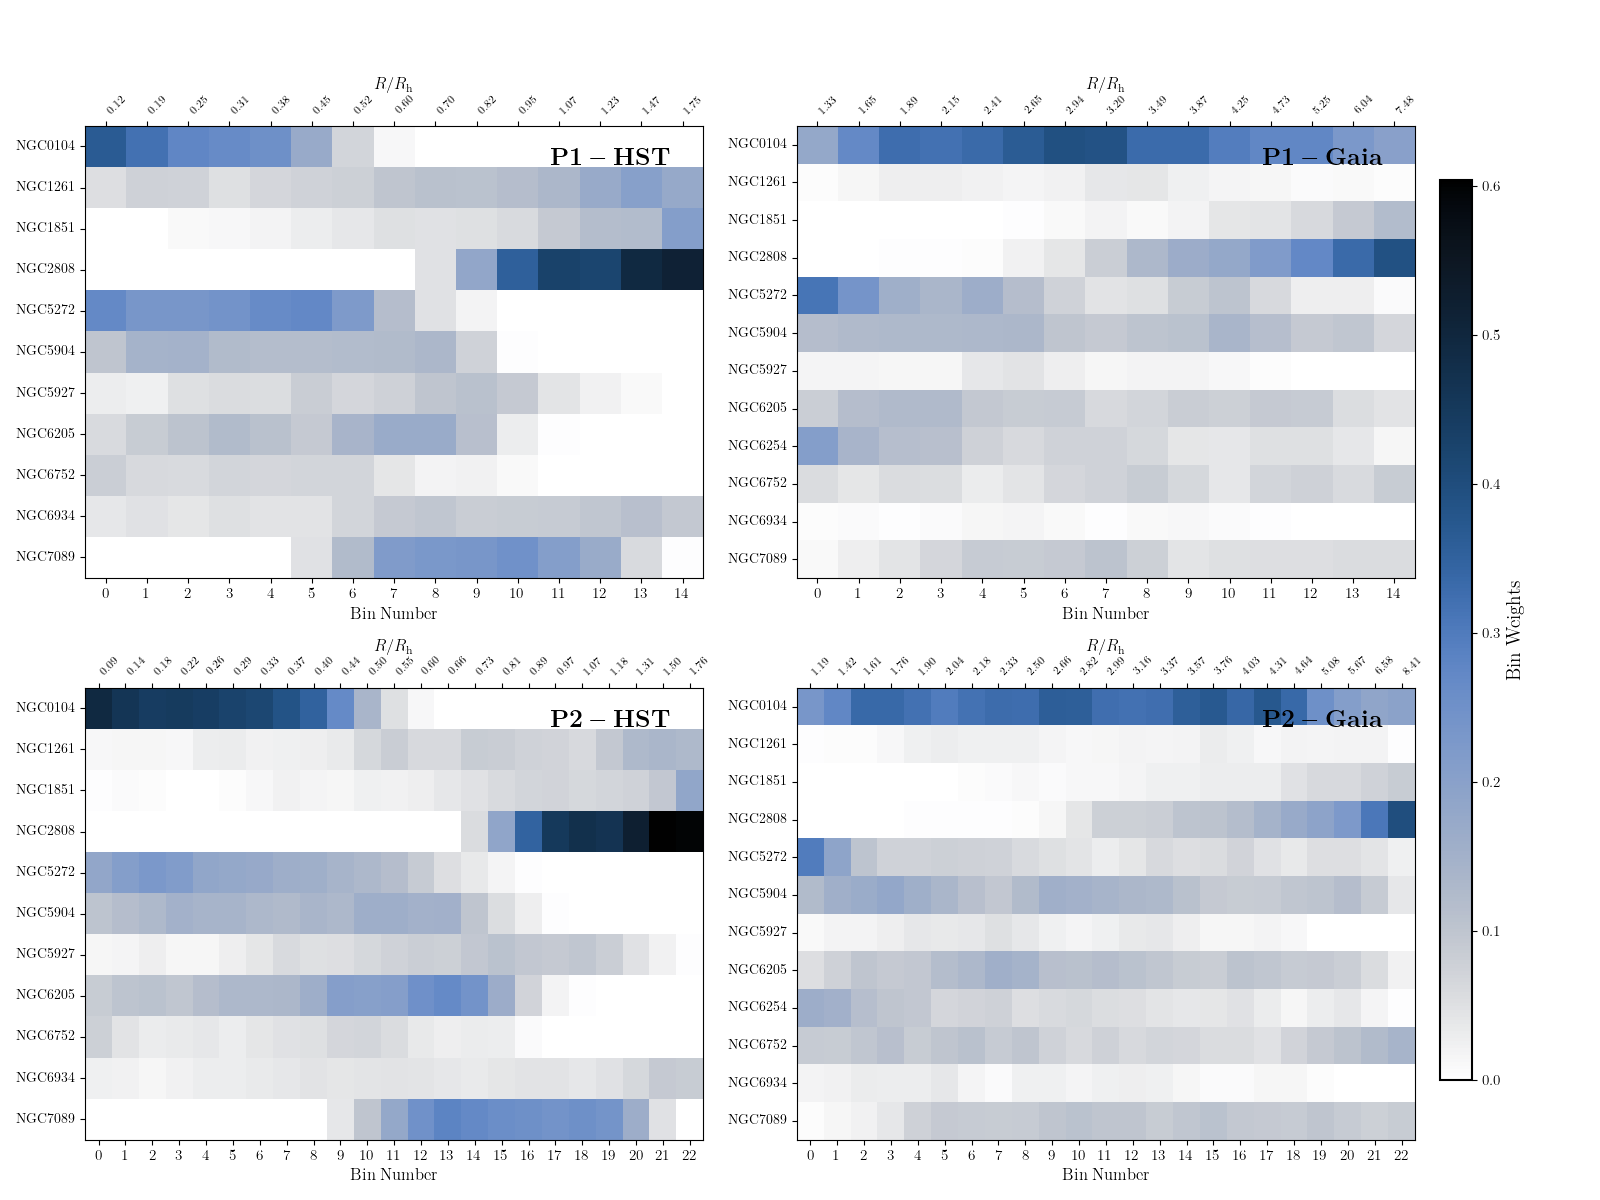 R/Rh
0.12 0.19 0.25 0.31 0.38 0.45 0.52 0.60 0.70 0.82 0.95 1.07 1.23 1.47 1.75
P1 – HST
NGC0104
NGC1261
NGC1851
NGC2808
NGC5272
NGC5904
NGC5927
NGC6205
NGC6752
NGC6934
NGC7089
0 1 2 3 4 5 6 7 8 9 10 11 12 13 14
Bin Number
R/Rh
1.33 1.65 1.89 2.15 2.41 2.65 2.94 3.20 3.49 3.87 4.25 4.73 5.25 6.04 7.48
P1 – Gaia
NGC0104
NGC1261
NGC1851
NGC2808
NGC5272
NGC5904
NGC5927
NGC6205
NGC6254
NGC6752
NGC6934
NGC7089
0 1 2 3 4 5 6 7 8 9 10 11 12 13 14
Bin Number
R/Rh
0.09 0.14 0.18 0.22 0.26 0.29 0.33 0.37 0.40 0.44 0.50 0.55 0.60 0.66 0.73 0.81 0.89 0.97 1.07 1.18 1.31 1.50 1.76
P2 – HST
NGC0104
NGC1261
NGC1851
NGC2808
NGC5272
NGC5904
NGC5927
NGC6205
NGC6752
NGC6934
NGC7089
0 1 2 3 4 5 6 7 8 9 10 11 12 13 14 15 16 17 18 19 20 21 22
Bin Number
R/Rh
1.19 1.42 1.61 1.76 1.90 2.04 2.18 2.33 2.50 2.66 2.82 2.99 3.16 3.37 3.57 3.76 4.03 4.31 4.64 5.08 5.67 6.58 8.41
P2 – Gaia
NGC0104
NGC1261
NGC1851
NGC2808
NGC5272
NGC5904
NGC5927
NGC6205
NGC6254
NGC6752
NGC6934
NGC7089
0 1 2 3 4 5 6 7 8 9 10 11 12 13 14 15 16 17 18 19 20 21 22
Bin Number
0.6
0.5
0.4
0.3
0.2
0.1
0.0
Bin Weights